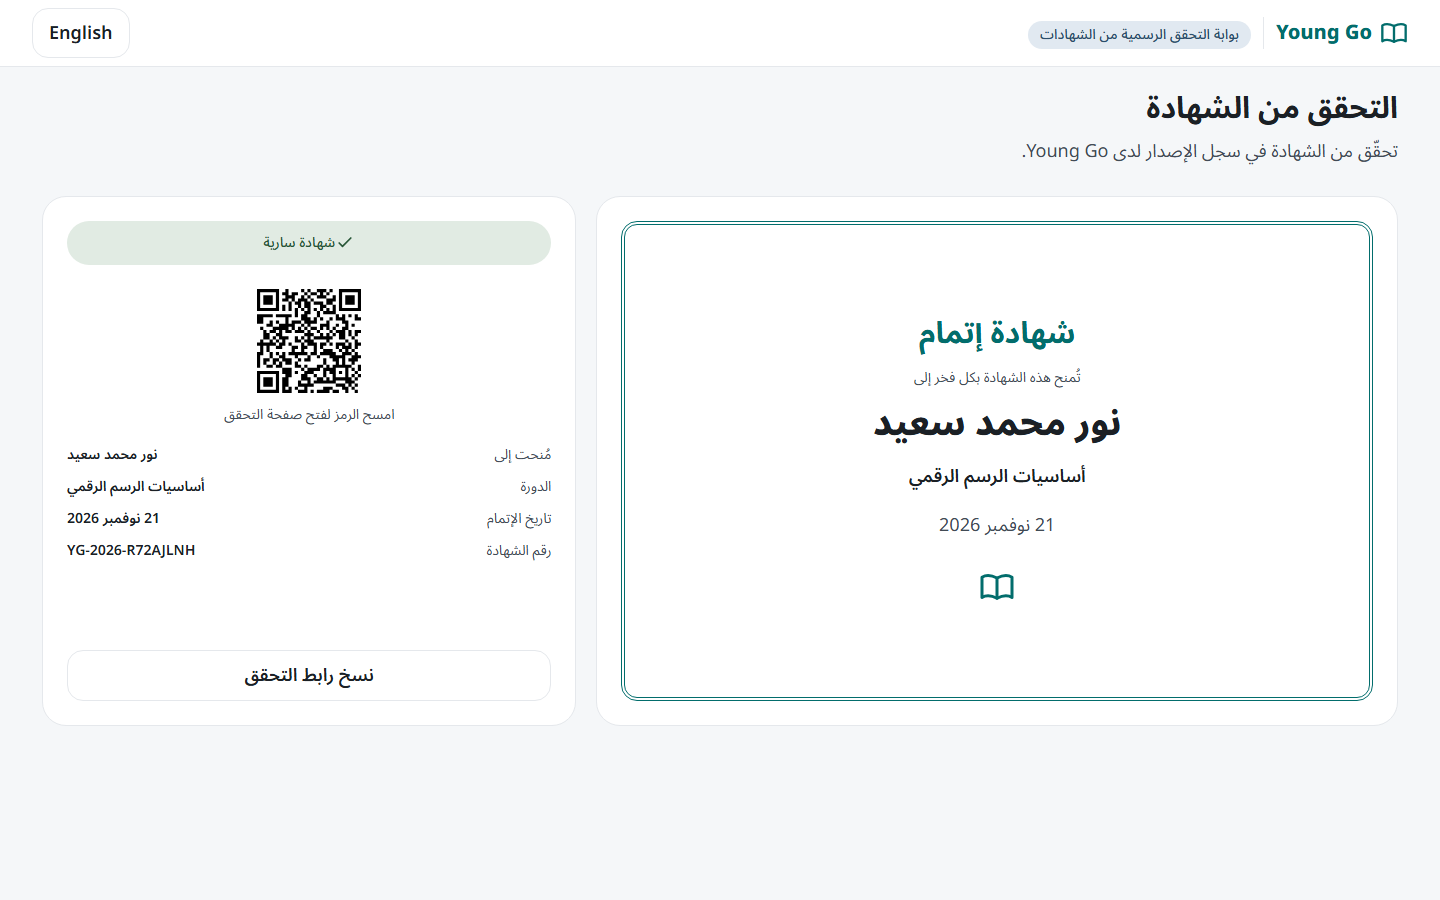 Young Go
بوابة التحقق الرسمية من الشهادات
English
التحقق من الشهادة
تحقّق من الشهادة في سجل الإصدار لدى Young Go.
شهادة إتمام
تُمنح هذه الشهادة بكل فخر إلى
نور محمد سعيد
أساسيات الرسم الرقمي
21 نوفمبر 2026
شهادة سارية
امسح الرمز لفتح صفحة التحقق
مُنحت إلى نور محمد سعيد
الدورة أساسيات الرسم الرقمي
تاريخ الإتمام 21 نوفمبر 2026
رقم الشهادة YG-2026-R72AJLNH
نسخ رابط التحقق